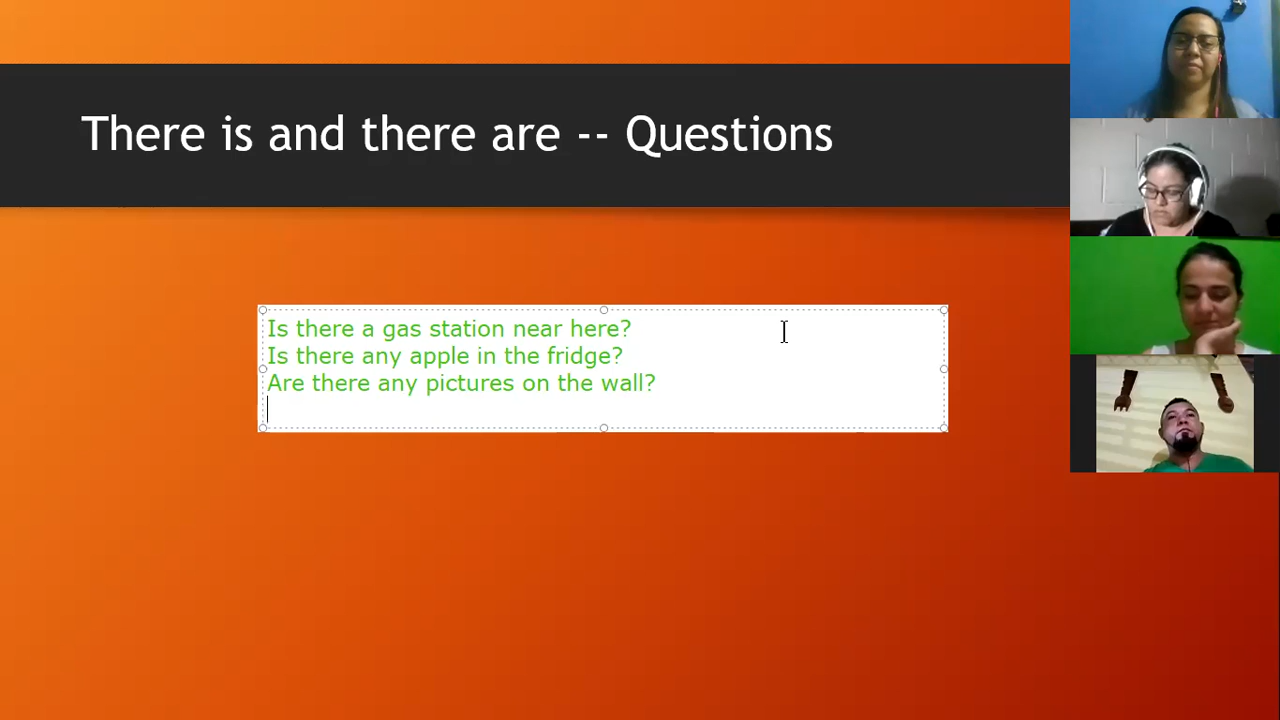 There is and there are -- Questions
Is there a gas station near here?
Is there any apple in the fridge?
Are there any pictures on the wall?